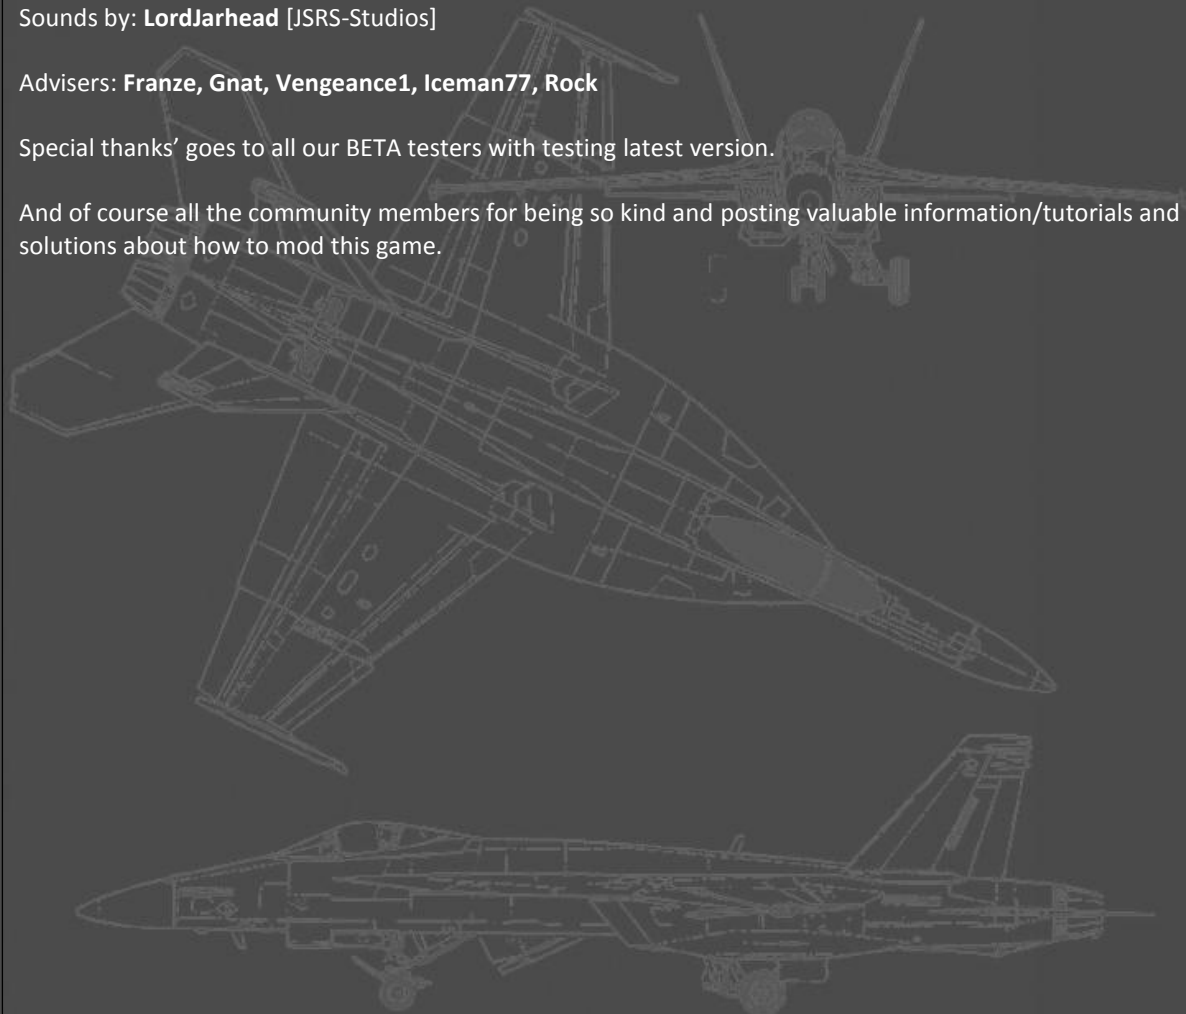 Sounds by: LordJarhead [JSRS-Studios]
Advisers: Franze, Gnat, Vengeance1, Iceman77, Rock
Special thanks’ goes to all our BETA testers with testing latest version.
And of course all the community members for being so kind and posting valuable information/tutorials and
solutions about how to mod this game.